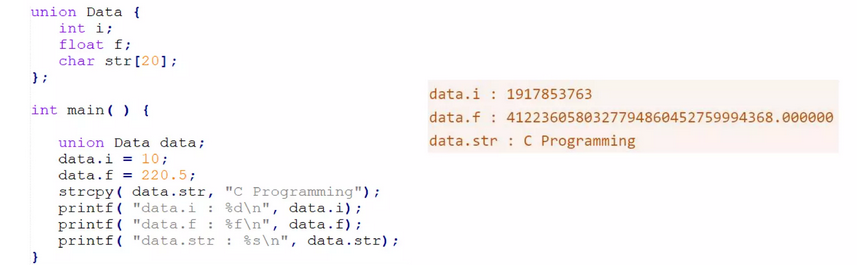 union Data {
int i;
float f;
char str[20];
};
int main( ) {
union Data data;
data.i = 10;
data.f = 220.5;
strcpy( data.str, "C Programming");
printf( "data.i : %d\n", data.i);
printf( "data.f : %f\n", data.f);
printf( "data.str : %s\n", data.str);
}
data.i : 1917853763
data.f : 4122360580327794860452759994368.000000
data.str : C Programming